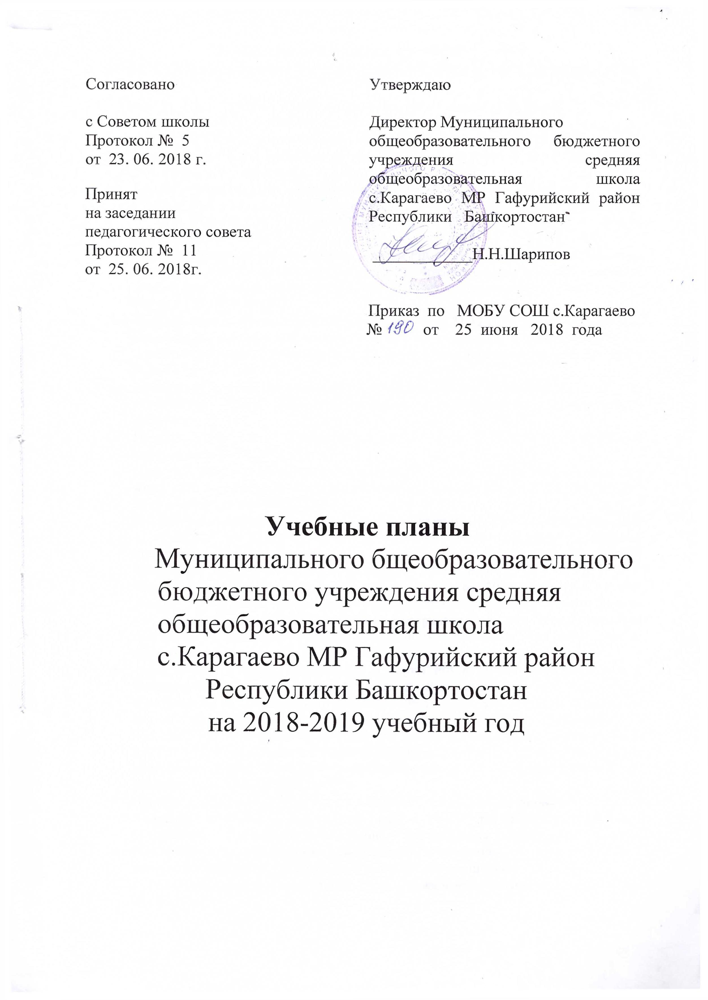 Согласовано
с Советом школы
Протокол № 5
от 23. 06. 2018 г.
Принят
на заседании
педагогического совета
Протокол № 11
от 25. 06. 2018г.
Утверждаю
Директор Муниципального
общеобразовательного бюджетного
учреждения средняя
общеобразовательная школа
с.Карагаево МР Гафурийский район
Республики Башкортостан
Н.Н.Шарипов
Приказ по МОБУ СОШ с.Карагаево
№ 190 от 25 июня 2018 года
Учебные планы
Муниципального бщеобразовательного
бюджетного учреждения средняя
общеобразовательная школа
с.Карагаево МР Гафурийский район
Республики Башкортостан
на 2018-2019 учебный год